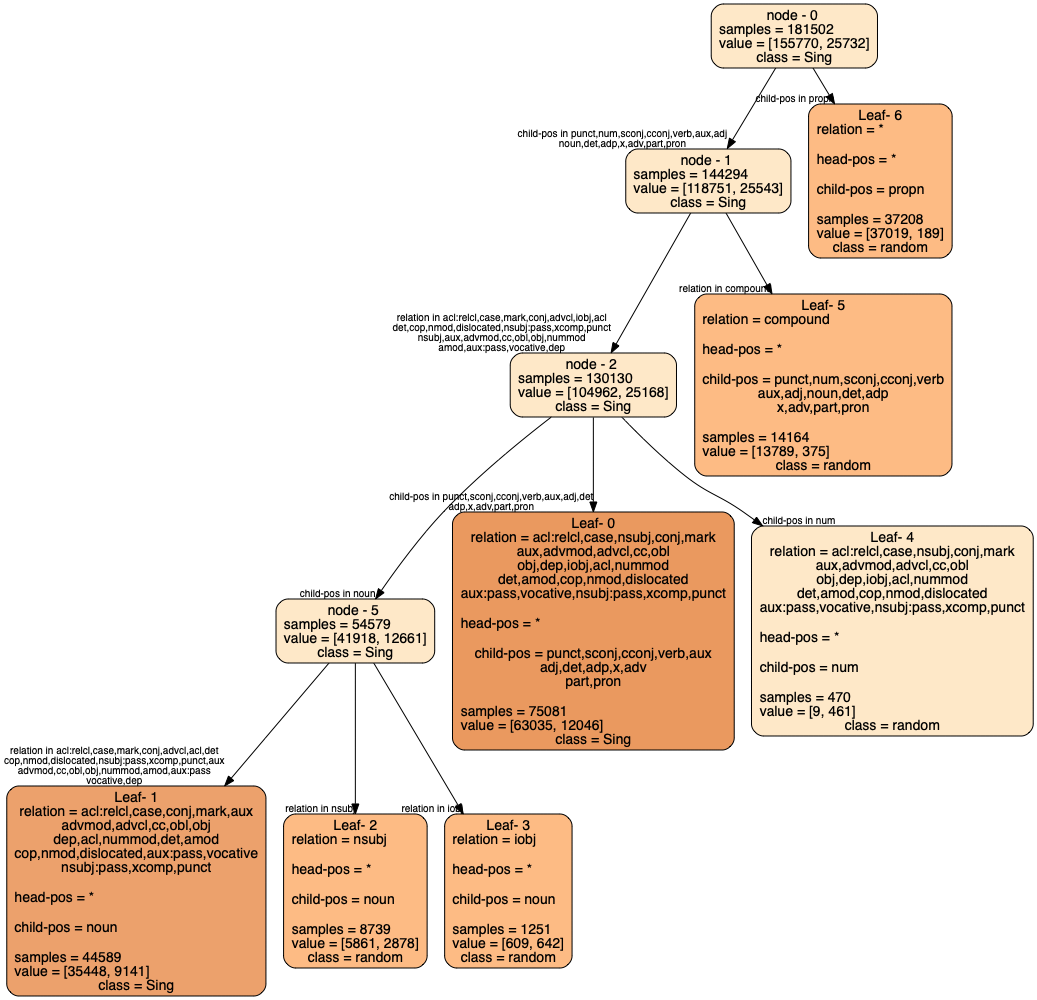 node - 0
samples = 181502
value = [155770, 25732]
class = Sing
child-pos in propn
child-pos in punct,num,sconj,cconj,verb,aux,adj
noun,det,adp,x,adv,part,pron
Leaf- 6
relation = *
head-pos = *
child-pos = propn
samples = 37208
value = [37019, 189]
class = random
node - 1
samples = 144294
value = [118751, 25543]
class = Sing
relation in compound
Leaf- 5
relation = compound
head-pos = *
child-pos = punct,num,sconj,cconj,verb
aux,adj,noun,det,adp
x,adv,part,pron
samples = 14164
value = [13789, 375]
class = random
relation in acl:relcl,case,mark,conj,advcl,iobj,acl
det,cop,nmod,dislocated,nsubj:pass,xcomp,punct
nsubj,aux,advmod,cc,obl,obj,nummod
amod,aux:pass,vocative,dep
node - 2
samples = 130130
value = [104962, 25168]
class = Sing
child-pos in punct,sconj,cconj,verb,aux,adj,det
adp,x,adv,part,pron
Leaf- 0
relation = acl:relcl,case,nsubj,conj,mark
aux,advmod,advcl,cc,obl
obj,dep,iobj,acl,nummod
det,amod,cop,nmod,dislocated
aux:pass,vocative,nsubj:pass,xcomp,punct
head-pos = *
child-pos = punct,sconj,cconj,verb,aux
adj,det,adp,x,adv
part,pron
samples = 75081
value = [63035, 12046]
class = Sing
child-pos in num
Leaf- 4
relation = acl:relcl,case,nsubj,conj,mark
aux,advmod,advcl,cc,obl
obj,dep,iobj,acl,nummod
det,amod,cop,nmod,dislocated
aux:pass,vocative,nsubj:pass,xcomp,punct
head-pos = *
child-pos = num
samples = 470
value = [9, 461]
class = random
child-pos in noun
node - 5
samples = 54579
value = [41918, 12661]
class = Sing
relation in acl:relcl,case,mark,conj,advcl,acl,det
cop,nmod,dislocated,nsubj:pass,xcomp,punct,aux
advmod,cc,obl,obj,nummod,amod,aux:pass
vocative,dep
Leaf- 1
relation = acl:relcl,case,conj,mark,aux
advmod,advcl,cc,obl,obj
dep,acl,nummod,det,amod
cop,nmod,dislocated,aux:pass,vocative
nsubj:pass,xcomp,punct
head-pos = *
child-pos = noun
samples = 44589
value = [35448, 9141]
class = Sing
relation in nsubj
Leaf- 2
relation = nsubj
head-pos = *
child-pos = noun
samples = 8739
value = [5861, 2878]
class = random
relation in iobj
Leaf- 3
relation = iobj
head-pos = *
child-pos = noun
samples = 1251
value = [609, 642]
class = random